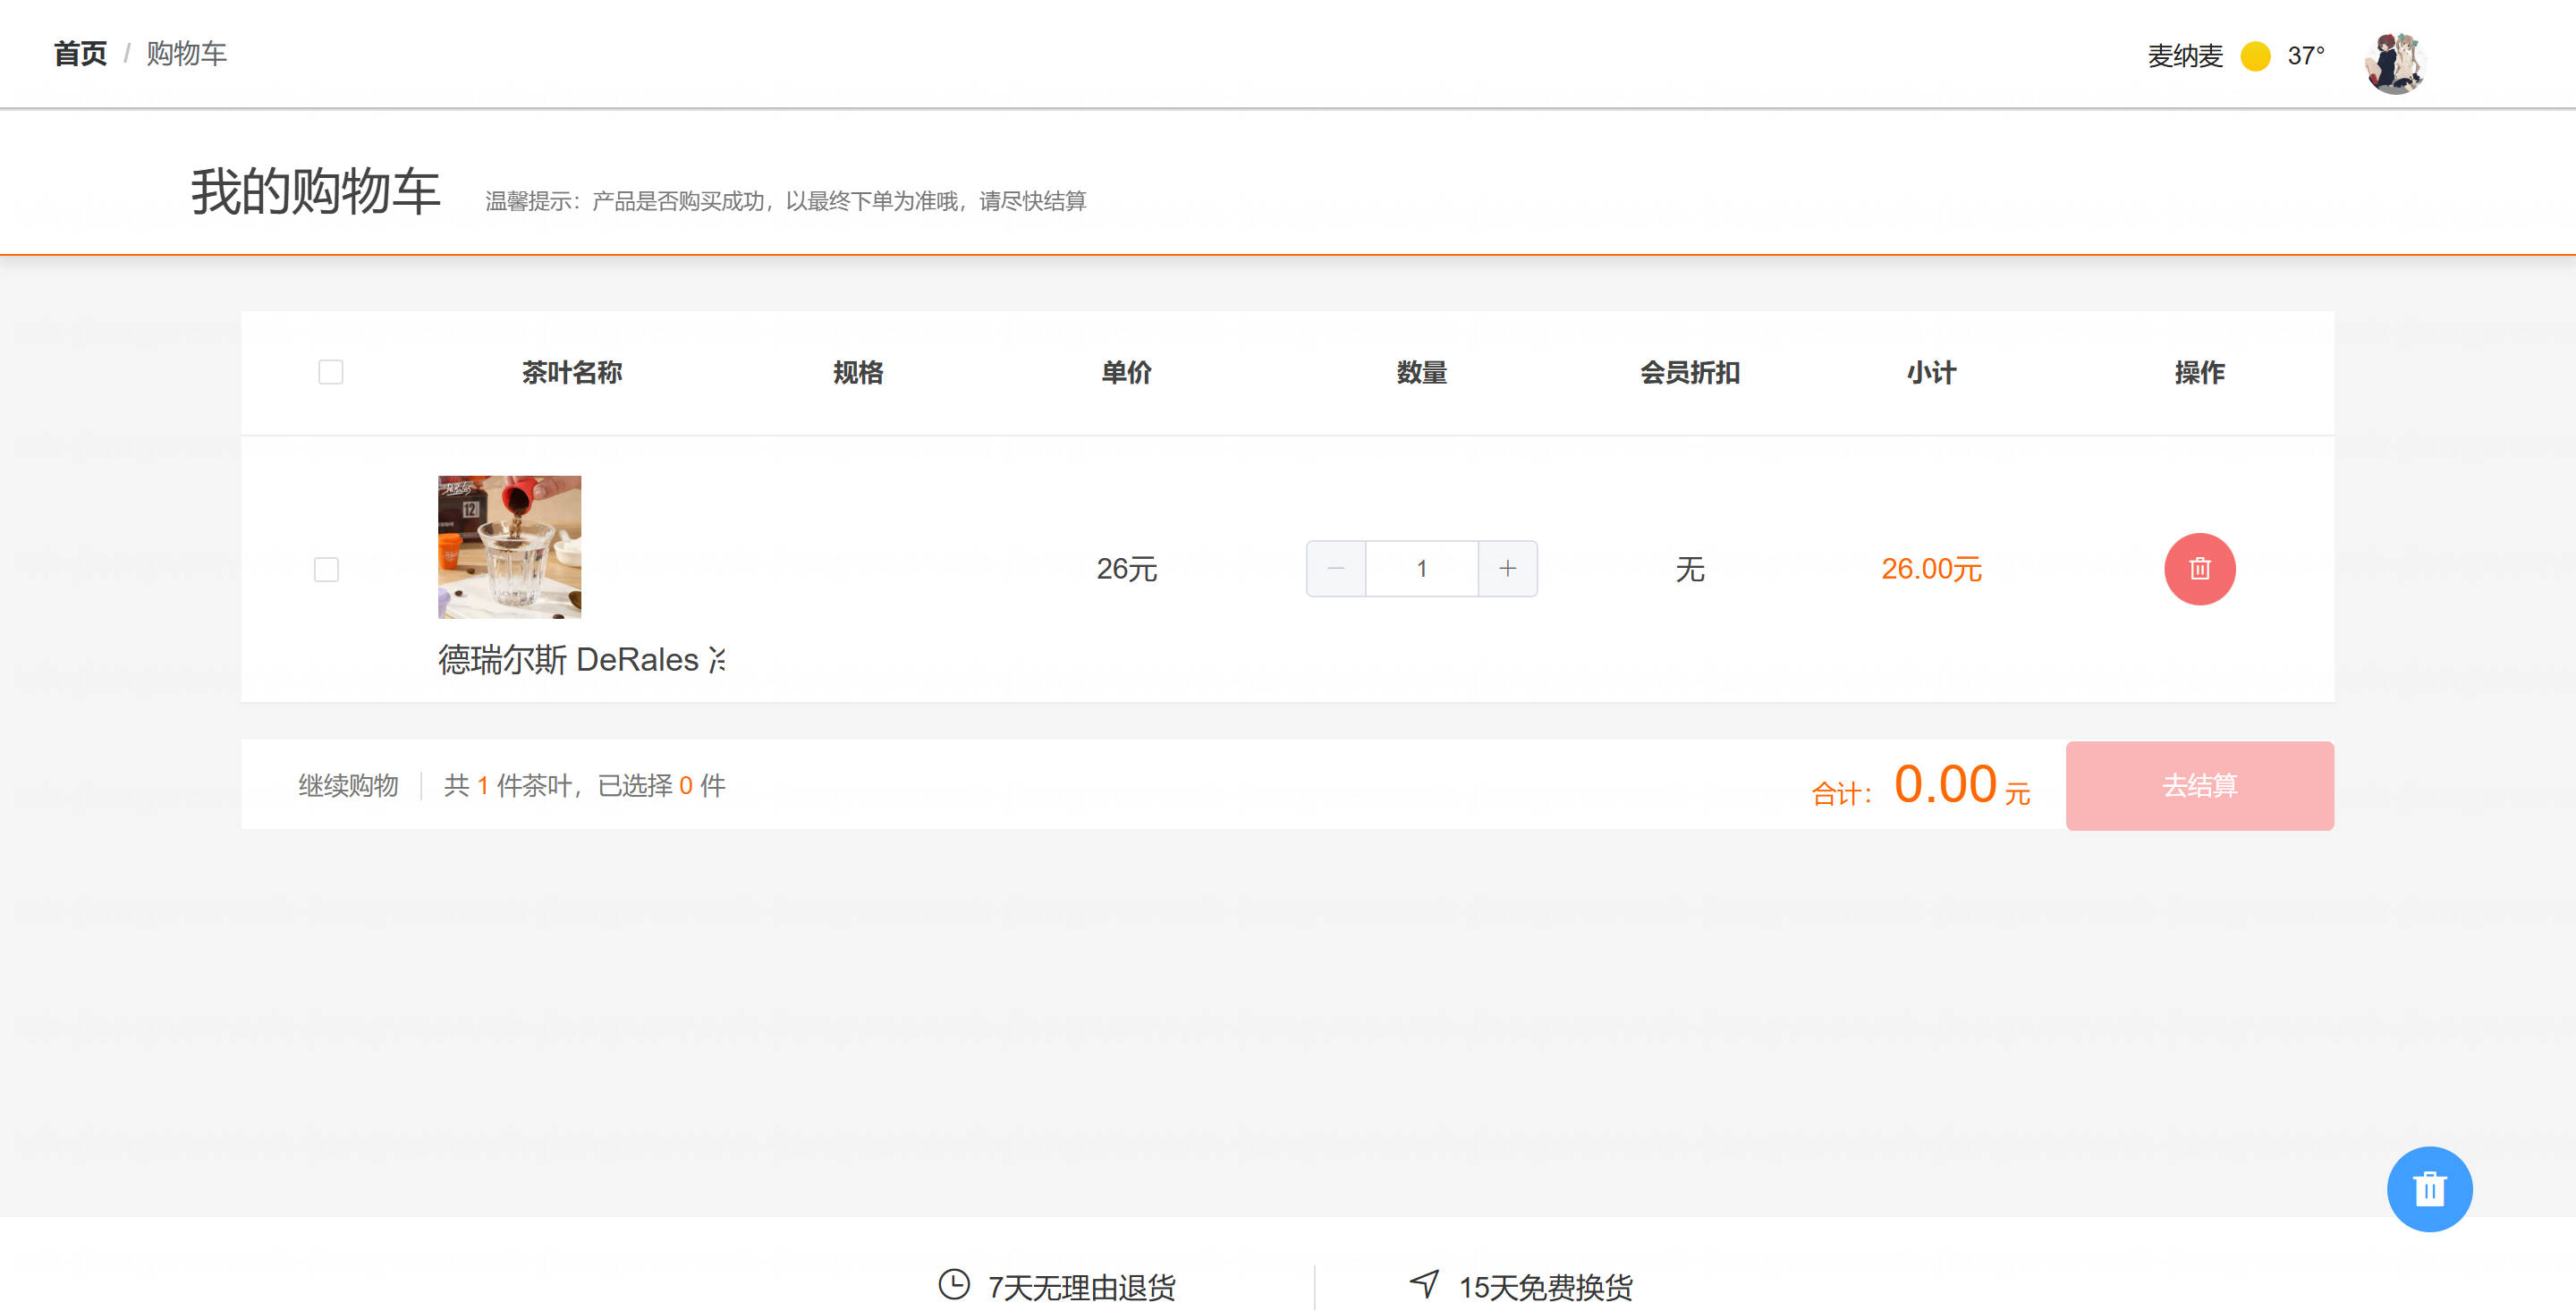 首页 / 购物车
麦纳麦 37°
我的购物车 温馨提示：产品是否购买成功，以最终下单为准哦，请尽快结算
茶叶名称 规格 单价 数量 会员折扣 小计 操作
12
26元 1 无 26.00元
德瑞尔斯 DeRales
继续购物 共 1 件茶叶，已选择 0 件 合计： 0.00 元 去结算
7天无理由退货 15天免费换货